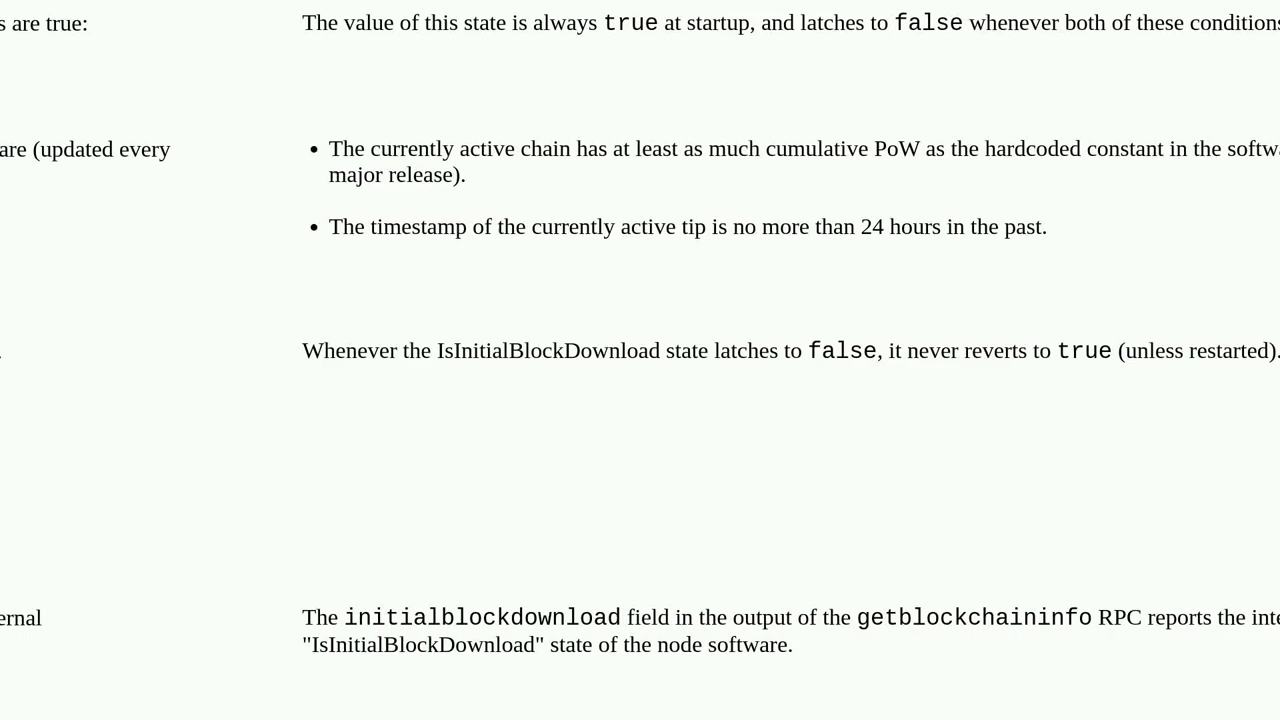 s are true:
The value of this state is always true at startup, and latches to false whenever both of these conditions
are (updated every
• The currently active chain has at least as much cumulative PoW as the hardcoded constant in the softwa
major release).
• The timestamp of the currently active tip is no more than 24 hours in the past.
.
Whenever the IsInitialBlockDownload state latches to false, it never reverts to true (unless restarted).
ernal
The initialblockdownload field in the output of the getblockchaininfo RPC reports the inte
"IsInitialBlockDownload" state of the node software.